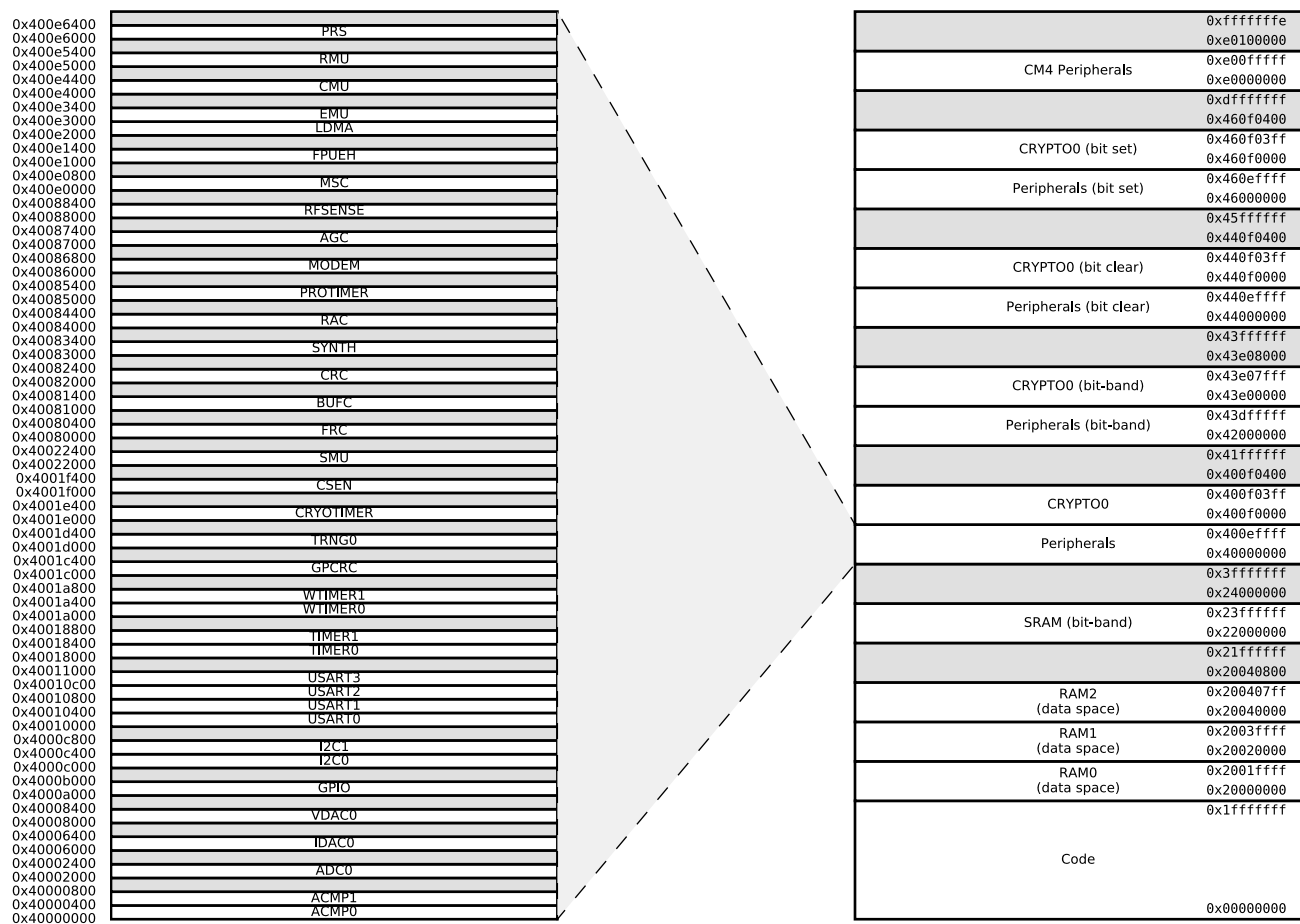 0x400e6400
PRS
0x400e6000
0x400e5400
RMU
0x400e5000
0x400e4400
CMU
0x400e4000
0x400e3400
EMU
0x400e3000
LDMA
0x400e2000
0x400e1400
FPUEH
0x400e1000
0x400e0800
MSC
0x400e0000
0x40088400
RFSENSE
0x40088000
0x40087400
AGC
0x40087000
0x40086800
MODEM
0x40086000
0x40085400
PROTIMER
0x40085000
0x40084400
RAC
0x40084000
0x40083400
SYNTH
0x40083000
0x40082400
CRC
0x40082000
0x40081400
BUFC
0x40081000
0x40080400
FRC
0x40080000
0x40022400
SMU
0x40022000
0x4001f400
CSEN
0x4001f000
0x4001e400
CRYOTIMER
0x4001e000
0x4001d400
TRNG0
0x4001d000
0x4001c400
GPCRC
0x4001c000
0x4001a800
WTIMER1
0x4001a400
WTIMER0
0x4001a000
0x40018800
TIMER1
0x40018400
TIMER0
0x40018000
0x40011000
USART3
0x40010c00
USART2
0x40010800
USART1
0x40010400
USART0
0x40010000
0x4000c800
I2C1
0x4000c400
I2C0
0x4000c000
0x4000b000
GPIO
0x4000a000
0x40008400
VDAC0
0x40008000
0x40006400
IDAC0
0x40006000
0x40002400
ADC0
0x40002000
0x40000800
ACMP1
0x40000400
ACMP0
0x40000000
0xfffffffe
0xe0100000
0xe00fffff
CM4 Peripherals
0xe0000000
0xdfffffff
0x460f0400
0x460f03ff
CRYPTO0 (bit set)
0x460f0000
0x460effff
Peripherals (bit set)
0x46000000
0x45ffffff
0x440f0400
0x440f03ff
CRYPTO0 (bit clear)
0x440f0000
0x440effff
Peripherals (bit clear)
0x44000000
0x43ffffff
0x43e08000
0x43e07fff
CRYPTO0 (bit-band)
0x43e00000
0x43dfffff
Peripherals (bit-band)
0x42000000
0x41ffffff
0x400f0400
0x400f03ff
CRYPTO0
0x400f0000
0x400effff
Peripherals
0x40000000
0x3fffffff
0x24000000
0x23ffffff
SRAM (bit-band)
0x22000000
0x21ffffff
0x20040800
0x200407ff
RAM2
(data space)
0x20040000
0x2003ffff
RAM1
(data space)
0x20020000
0x2001ffff
RAM0
(data space)
0x20000000
0x1fffffff
Code
0x00000000